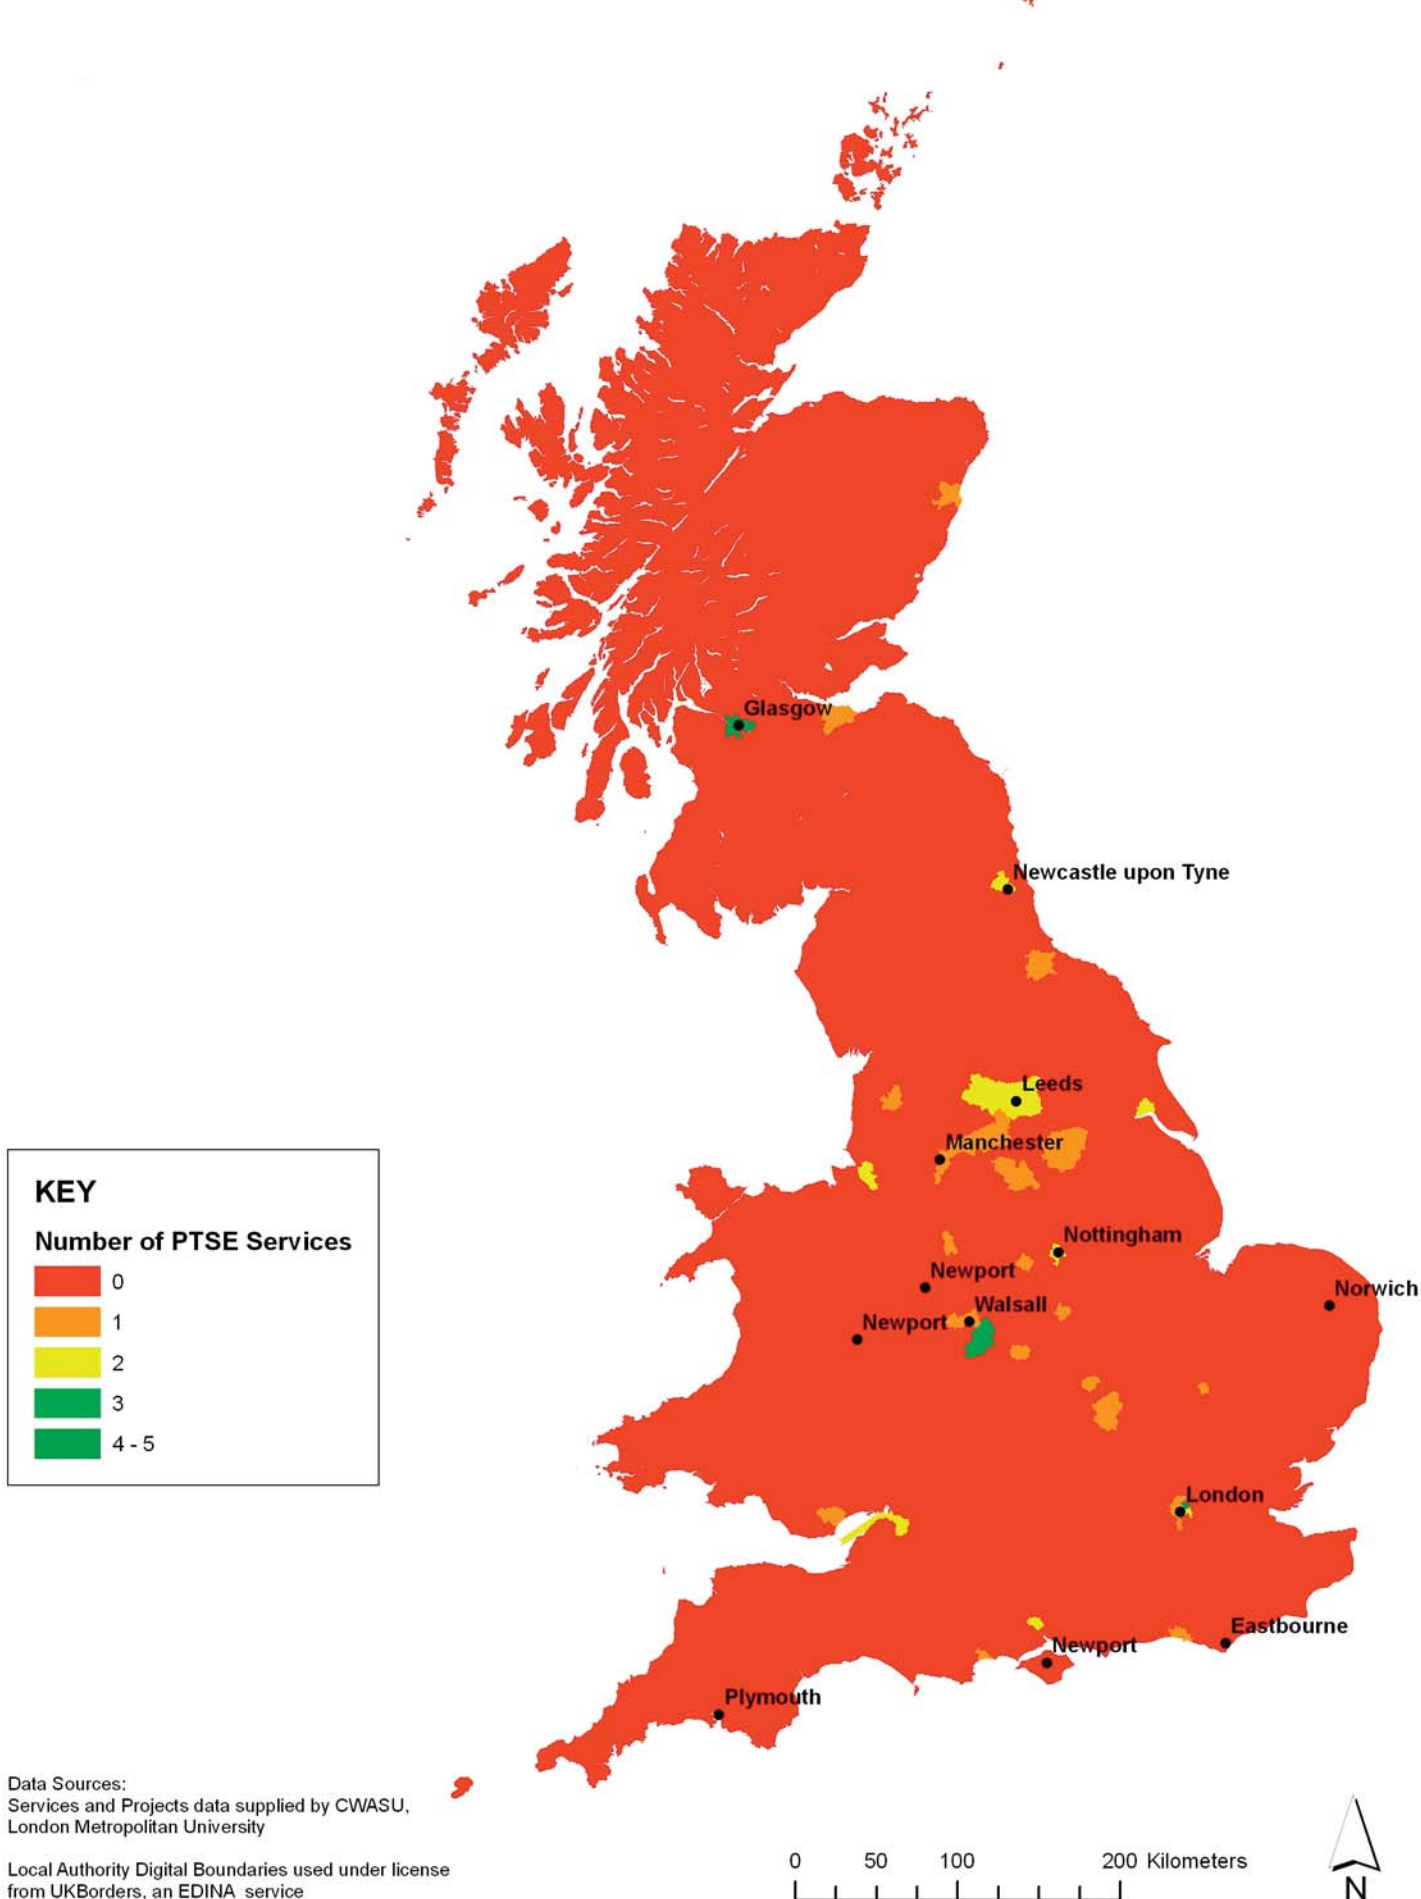 Glasgow
Newcastle upon Tyne
Leeds
Manchester
Nottingham
Newport
Norwich
Walsall
Newport
London
Eastbourne
Newport
Plymouth
KEY
Number of PTSE Services
0
1
2
3
4 - 5
Data Sources:
Services and Projects data supplied by CWASU,
London Metropolitan University
Local Authority Digital Boundaries used under license
from UKBorders, an EDINA service
0 50 100 200 Kilometers
N